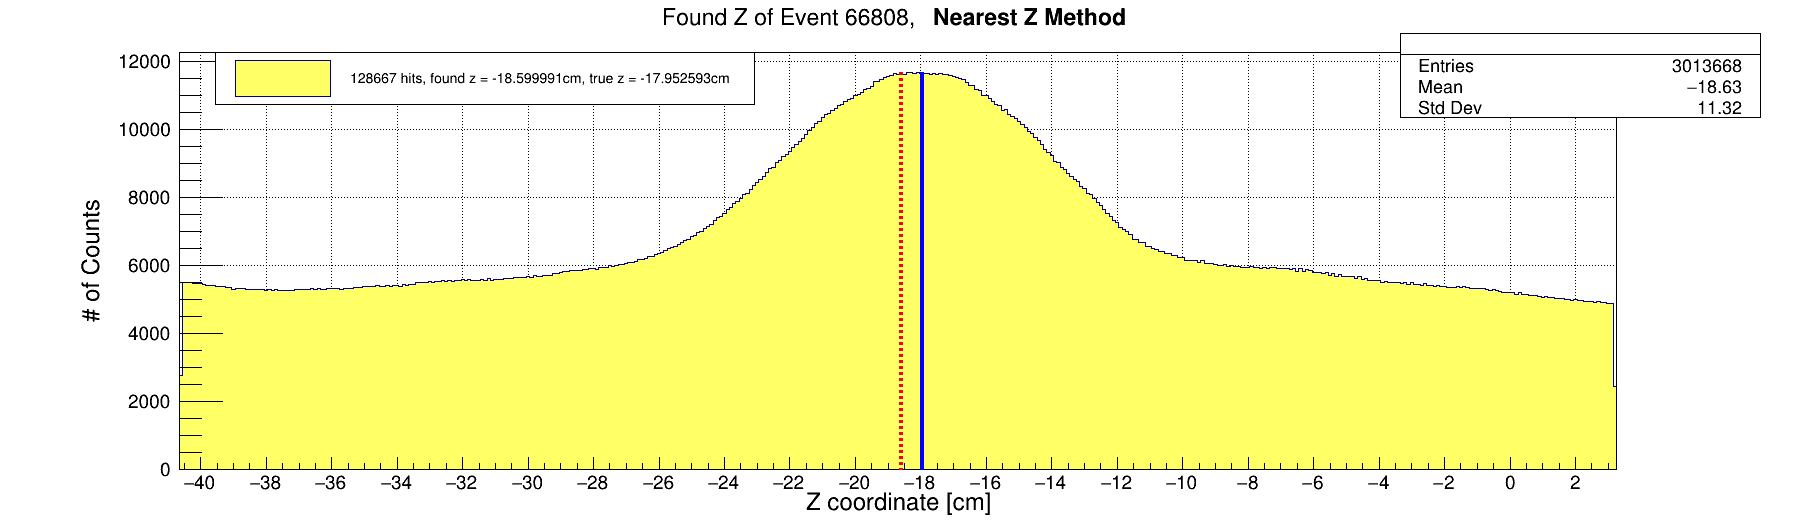 Found Z of Event 66808, Nearest Z Method
128667 hits, found z = -18.599991cm, true z = -17.952593cm
Entries 3013668
Mean −18.63
Std Dev 11.32
# of Counts
12000
10000
8000
6000
4000
2000
0
−40 −38 −36 −34 −32 −30 −28 −26 −24 −22 −20 −18 −16 −14 −12 −10 −8 −6 −4 −2 0 2
Z coordinate [cm]